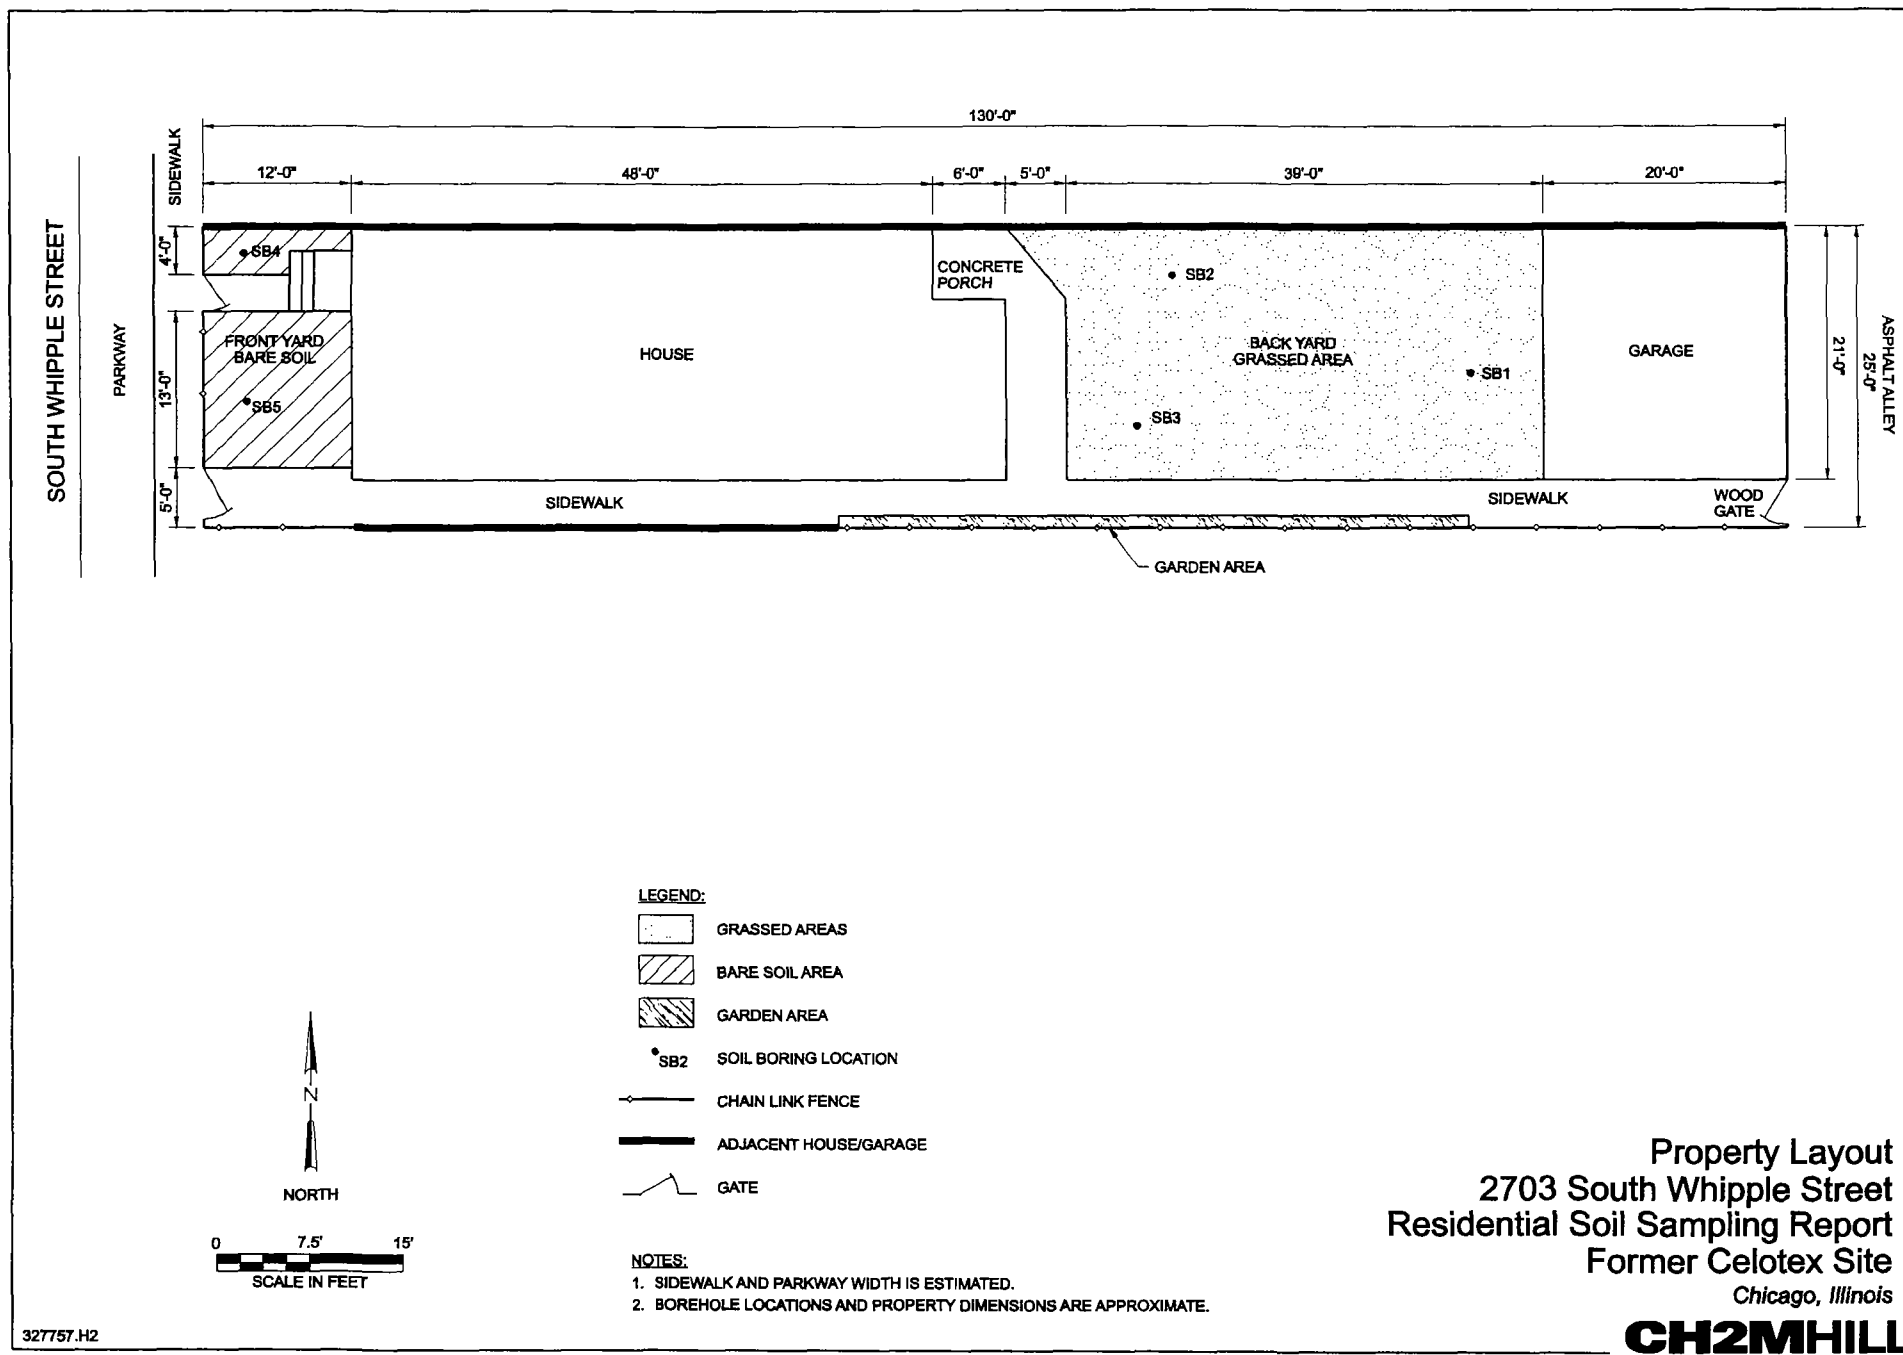 130'-0"
12'-0"
48'-0"
6'-0"
5'-0"
39'-0"
20'-0"
SIDEWALK
SOUTH WHIPPLE STREET
PARKWAY
4'-0"
13'-0"
5'-0"
SB4
FRONT YARD
BARE SOIL
SB5
HOUSE
CONCRETE
PORCH
SB2
BACK YARD
GRASSED AREA
SB1
SB3
GARAGE
21'-0"
25'-0"
ASPHALT ALLEY
SIDEWALK
SIDEWALK
WOOD
GATE
GARDEN AREA
LEGEND:
GRASSED AREAS
BARE SOIL AREA
GARDEN AREA
SB2 SOIL BORING LOCATION
CHAIN LINK FENCE
ADJACENT HOUSE/GARAGE
GATE
N
NORTH
0 7.5' 15'
SCALE IN FEET
NOTES:
1. SIDEWALK AND PARKWAY WIDTH IS ESTIMATED.
2. BOREHOLE LOCATIONS AND PROPERTY DIMENSIONS ARE APPROXIMATE.
Property Layout
2703 South Whipple Street
Residential Soil Sampling Report
Former Celotex Site
Chicago, Illinois
CH2MHILL
327757.H2